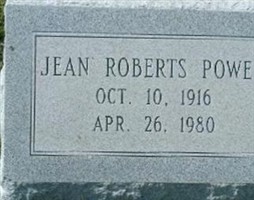 JEAN ROBERTS POWE
OCT. 10, 1916
APR. 26, 1980